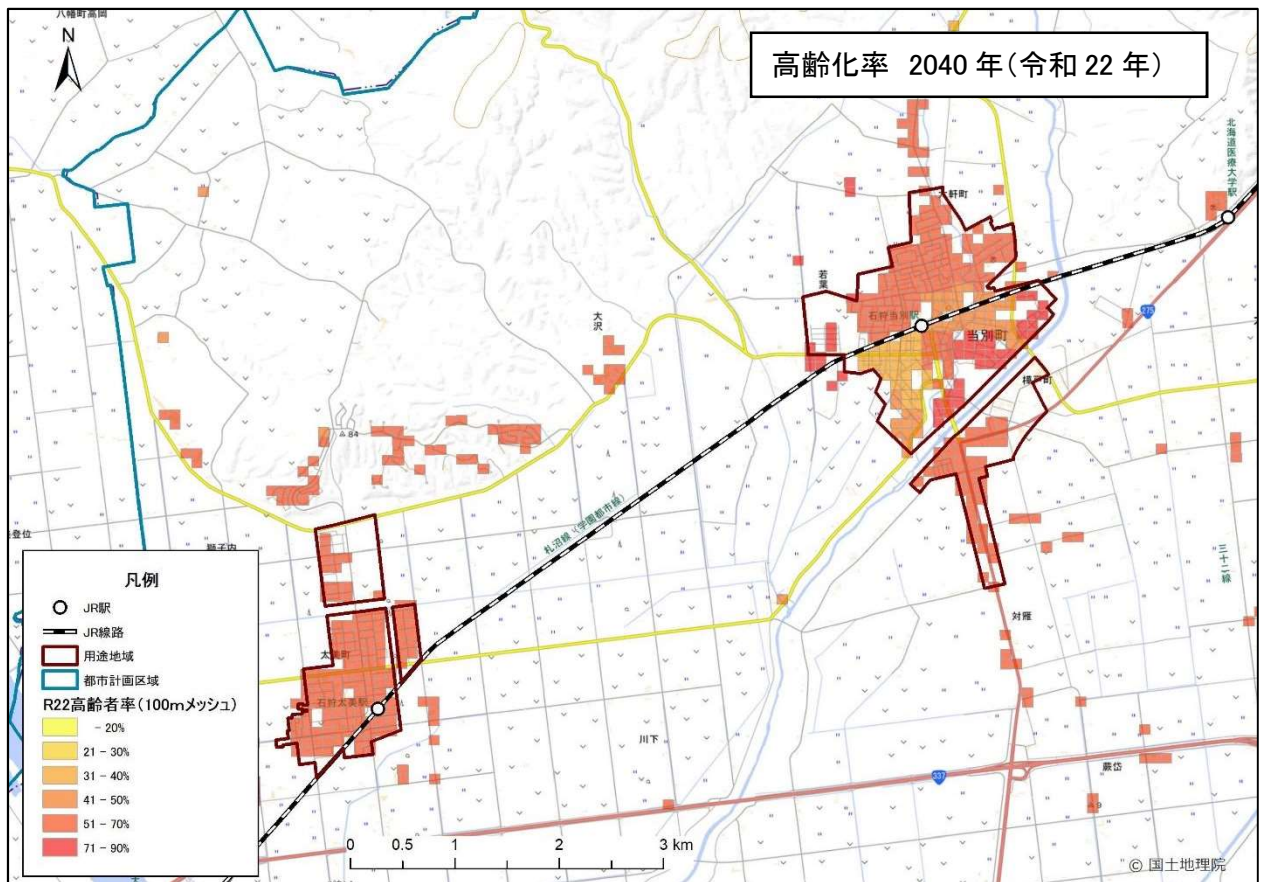 八幡町高岡
N
高齢化率 2040年(令和22年)
北海道医療大学駅
六軒町
若葉
石狩当別駅
当別町
275
大沢
84
札沼線(学園都市線)
獅子内
三十二線
対雁
太美町
石狩太美駅
川下
蕨岱
337
9
凡例
JR駅
JR線路
用途地域
都市計画区域
R22高齢者率(100mメッシュ)
- 20%
21 - 30%
31 - 40%
41 - 50%
51 - 70%
71 - 90%
0 0.5 1 2 3 km
© 国土地理院